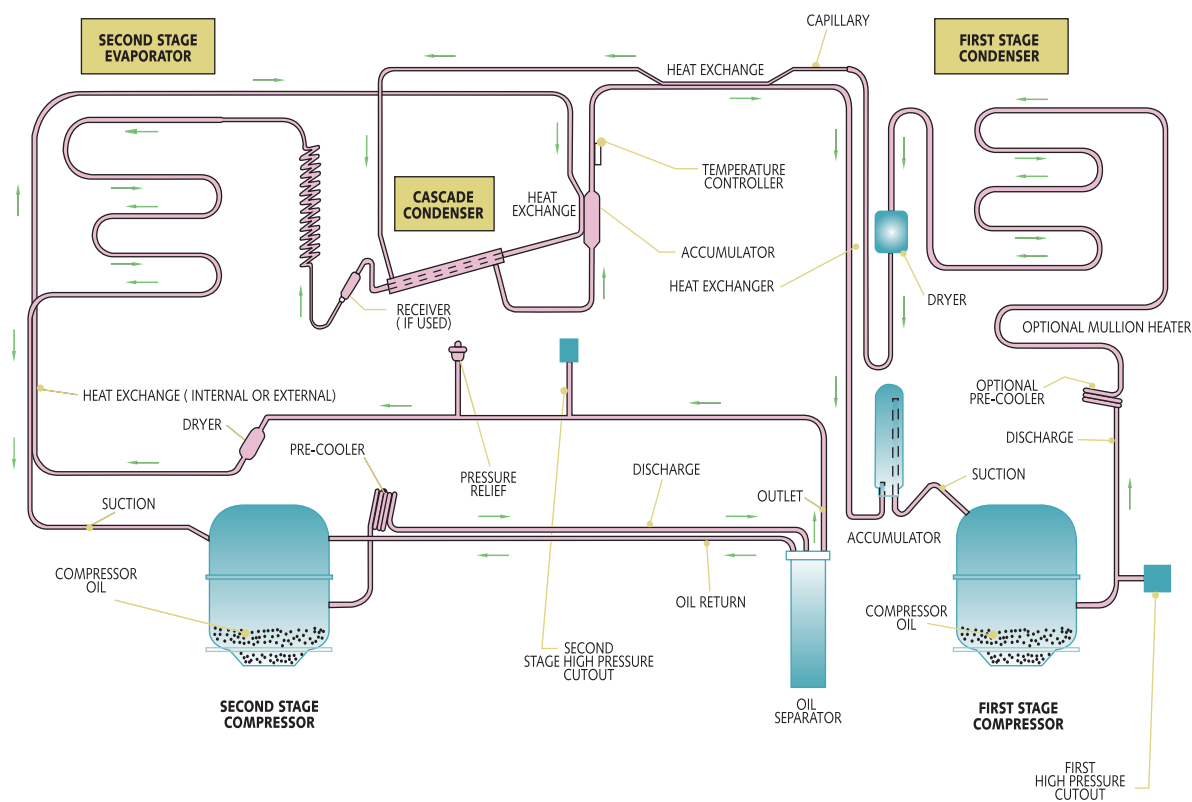 CAPILLARY
SECOND STAGE
EVAPORATOR
FIRST STAGE
CONDENSER
HEAT EXCHANGE
TEMPERATURE
CONTROLLER
CASCADE
CONDENSER
HEAT
EXCHANGE
ACCUMULATOR
HEAT EXCHANGER
DRYER
RECEIVER
( IF USED)
OPTIONAL MULLION HEATER
HEAT EXCHANGE ( INTERNAL OR EXTERNAL)
OPTIONAL
PRE-COOLER
DRYER
PRE-COOLER
DISCHARGE
PRESSURE
RELIEF
DISCHARGE
SUCTION
OUTLET
SUCTION
ACCUMULATOR
COMPRESSOR
OIL
OIL RETURN
COMPRESSOR
OIL
SECOND
STAGE HIGH PRESSURE
CUTOUT
SECOND STAGE
COMPRESSOR
OIL
SEPARATOR
FIRST STAGE
COMPRESSOR
FIRST
HIGH PRESSURE
CUTOUT